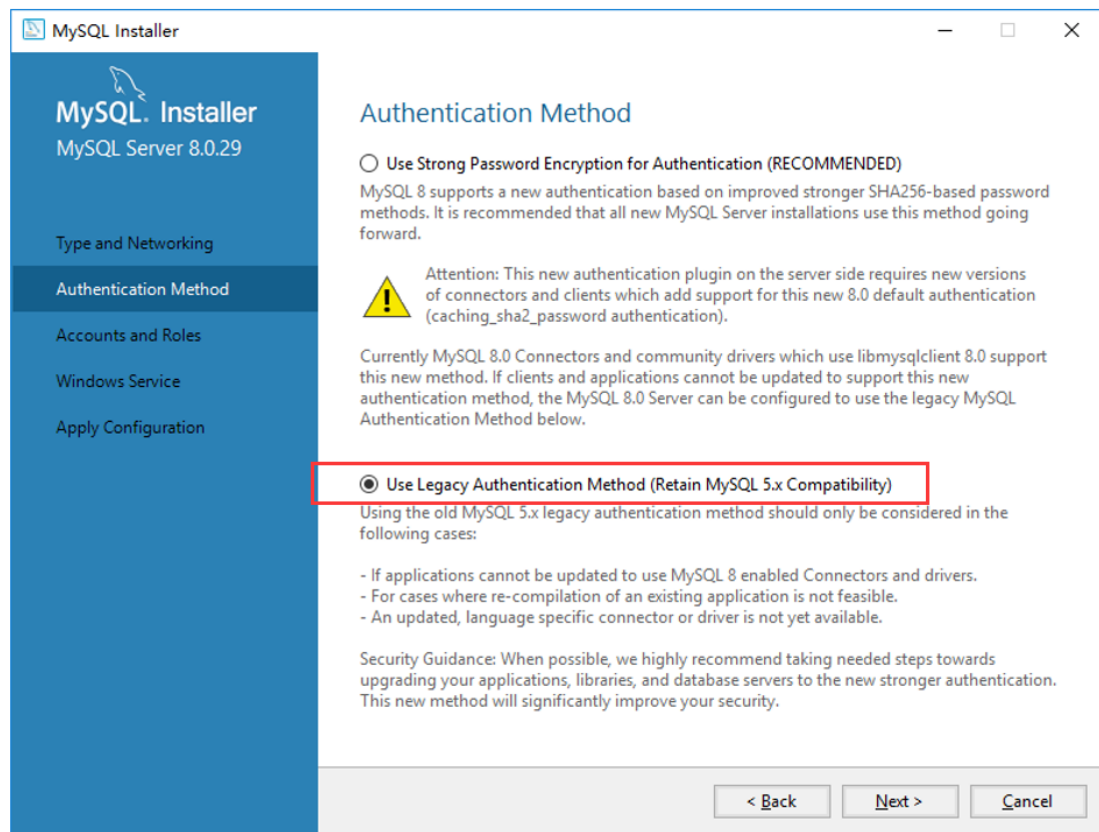 MySQL Installer
MySQL. Installer
MySQL Server 8.0.29
Type and Networking
Authentication Method
Accounts and Roles
Windows Service
Apply Configuration
Authentication Method
Use Strong Password Encryption for Authentication (RECOMMENDED)
MySQL 8 supports a new authentication based on improved stronger SHA256-based password
methods. It is recommended that all new MySQL Server installations use this method going
forward.
Attention: This new authentication plugin on the server side requires new versions
of connectors and clients which add support for this new 8.0 default authentication
(caching_sha2_password authentication).
Currently MySQL 8.0 Connectors and community drivers which use libmysqlclient 8.0 support
this new method. If clients and applications cannot be updated to support this new
authentication method, the MySQL 8.0 Server can be configured to use the legacy MySQL
Authentication Method below.
Use Legacy Authentication Method (Retain MySQL 5.x Compatibility)
Using the old MySQL 5.x legacy authentication method should only be considered in the
following cases:
- If applications cannot be updated to use MySQL 8 enabled Connectors and drivers.
- For cases where re-compilation of an existing application is not feasible.
- An updated, language specific connector or driver is not yet available.
Security Guidance: When possible, we highly recommend taking needed steps towards
upgrading your applications, libraries, and database servers to the new stronger authentication.
This new method will significantly improve your security.
< Back
Next >
Cancel